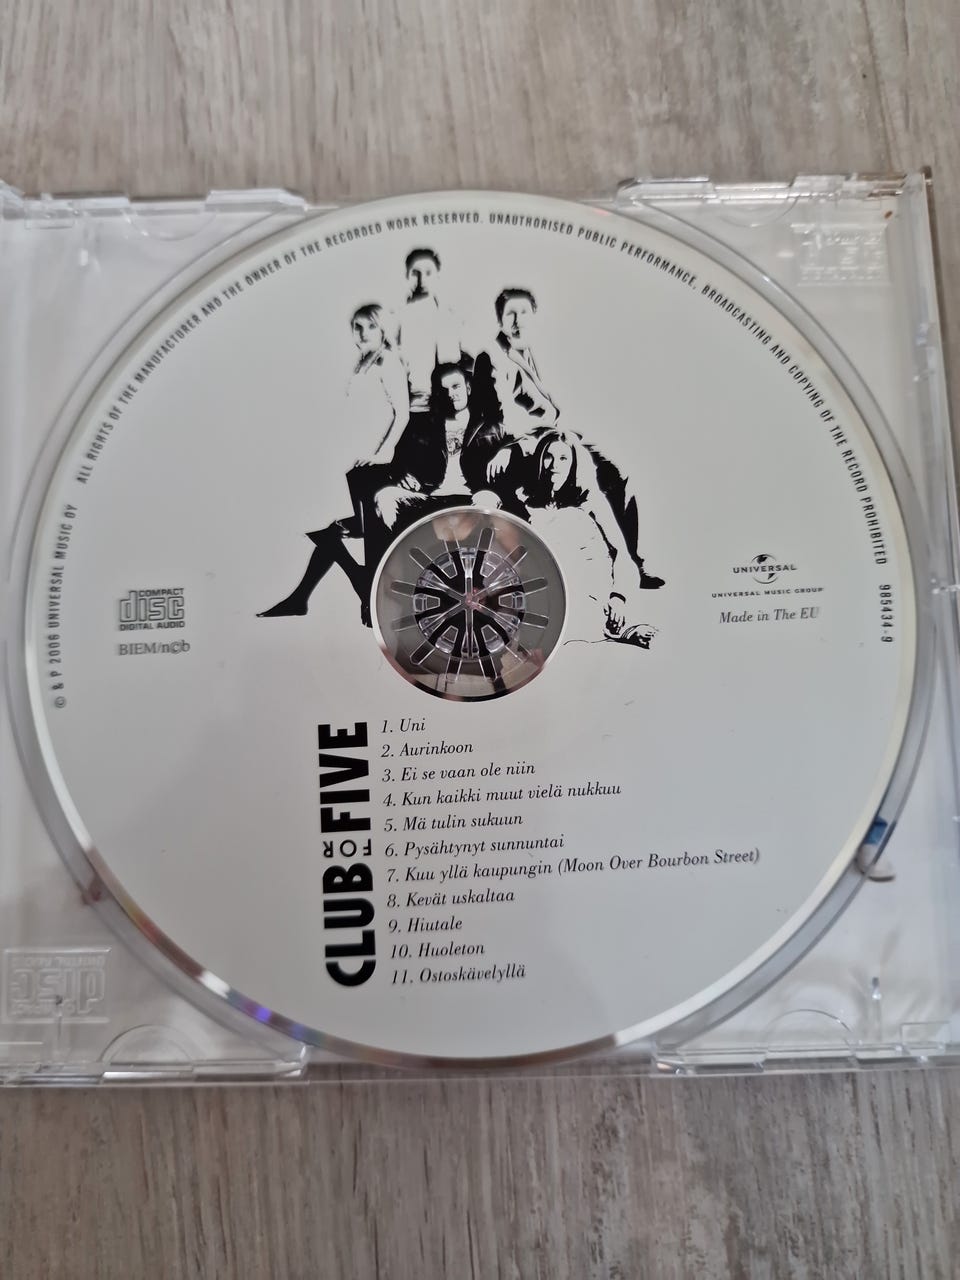 © & P 2006 UNIVERSAL MUSIC OY ALL RIGHTS OF THE MANUFACTURER AND THE OWNER OF THE RECORDED WORK RESERVED. UNAUTHORISED PUBLIC PERFORMANCE, BROADCASTING AND COPYING OF THE RECORD PROHIBITED 985434-9
COMPACT
disc
DIGITAL AUDIO
BIEM/n©b
UNIVERSAL
UNIVERSAL MUSIC GROUP
Made in The EU
CLUB FOR FIVE
1. Uni
2. Aurinkoon
3. Ei se vaan ole niin
4. Kun kaikki muut vielä nukkuu
5. Mä tulin sukuun
6. Pysähtynyt sunnuntai
7. Kuu yllä kaupungin (Moon Over Bourbon Street)
8. Kevät uskaltaa
9. Hiutale
10. Huoleton
11. Ostoskävelyllä